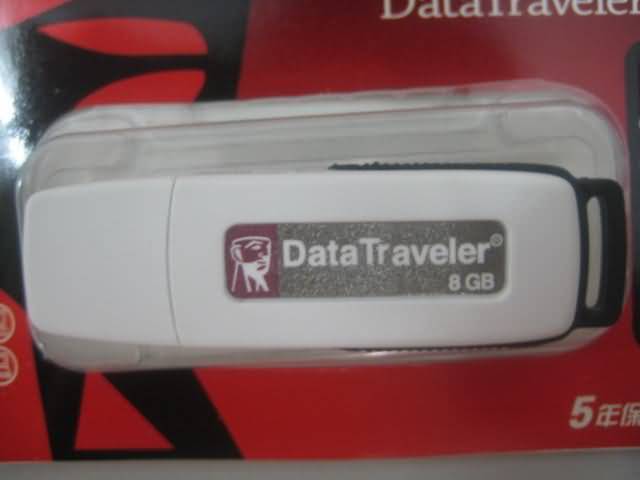 DataTraveler
DataTraveler®
8 GB
5年保